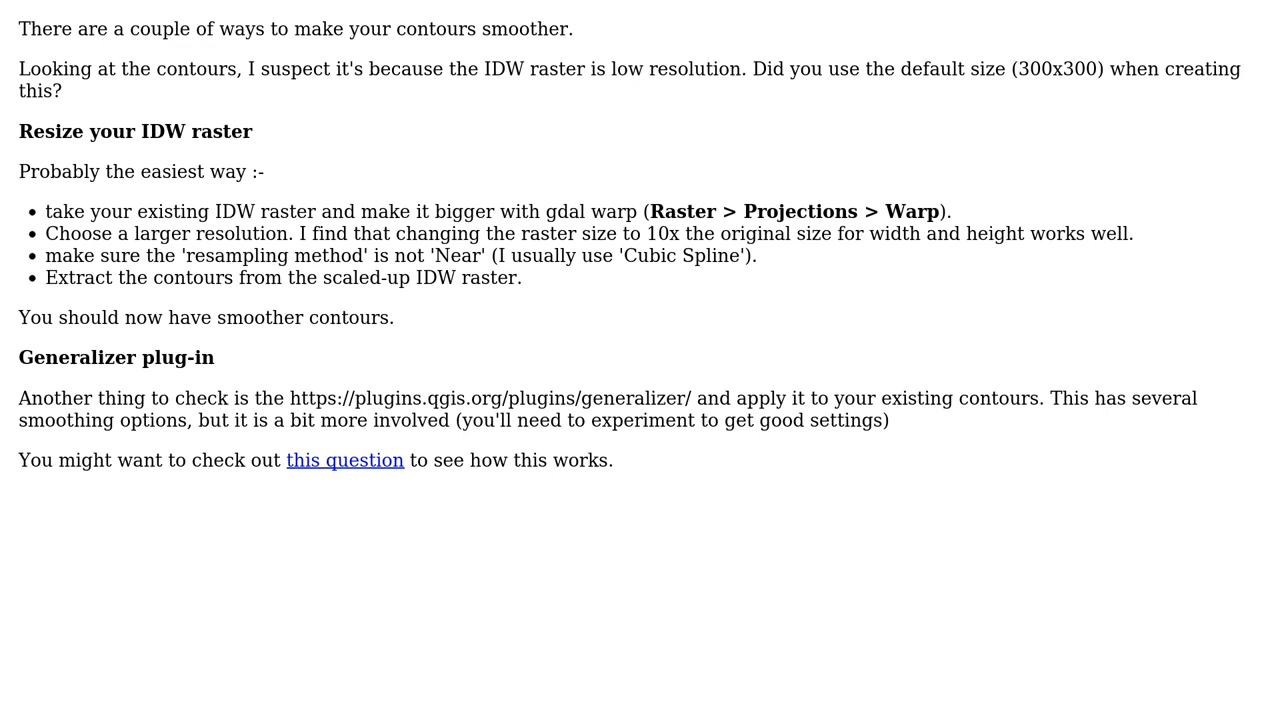 There are a couple of ways to make your contours smoother.
Looking at the contours, I suspect it's because the IDW raster is low resolution. Did you use the default size (300x300) when creating
this?
Resize your IDW raster
Probably the easiest way :-
• take your existing IDW raster and make it bigger with gdal warp (Raster > Projections > Warp).
• Choose a larger resolution. I find that changing the raster size to 10x the original size for width and height works well.
• make sure the 'resampling method' is not 'Near' (I usually use 'Cubic Spline').
• Extract the contours from the scaled-up IDW raster.
You should now have smoother contours.
Generalizer plug-in
Another thing to check is the https://plugins.qgis.org/plugins/generalizer/ and apply it to your existing contours. This has several
smoothing options, but it is a bit more involved (you'll need to experiment to get good settings)
You might want to check out this question to see how this works.